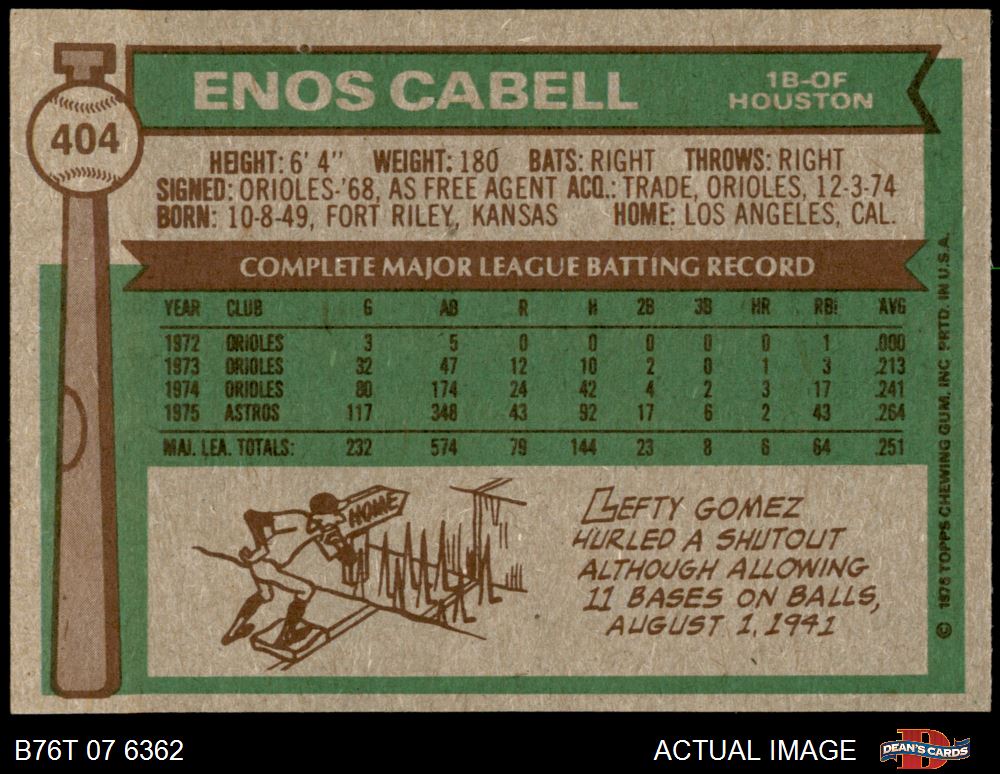 404
ENOS CABELL
1B-OF
HOUSTON
HEIGHT: 6' 4" WEIGHT: 180 BATS: RIGHT THROWS: RIGHT
SIGNED: ORIOLES-'68, AS FREE AGENT ACQ.: TRADE, ORIOLES, 12-3-74
BORN: 10-8-49, FORT RILEY, KANSAS HOME: LOS ANGELES, CAL.
COMPLETE MAJOR LEAGUE BATTING RECORD
YEAR CLUB G AB R H 2B 3B HR RBI AVG
1972 ORIOLES 3 5 0 0 0 0 0 1 .000
1973 ORIOLES 32 47 12 10 2 0 1 3 .213
1974 ORIOLES 80 174 24 42 4 2 3 17 .241
1975 ASTROS 117 348 43 92 17 6 2 43 .264
MAJ. LEA. TOTALS: 232 574 79 144 23 8 6 64 .251
HOME
LEFTY GOMEZ
HURLED A SHUTOUT
ALTHOUGH ALLOWING
11 BASES ON BALLS,
AUGUST 1, 1941
© 1976 TOPPS CHEWING GUM, INC. PRTD. IN U.S.A.
B76T 07 6362
ACTUAL IMAGE
DEAN'S CARDS